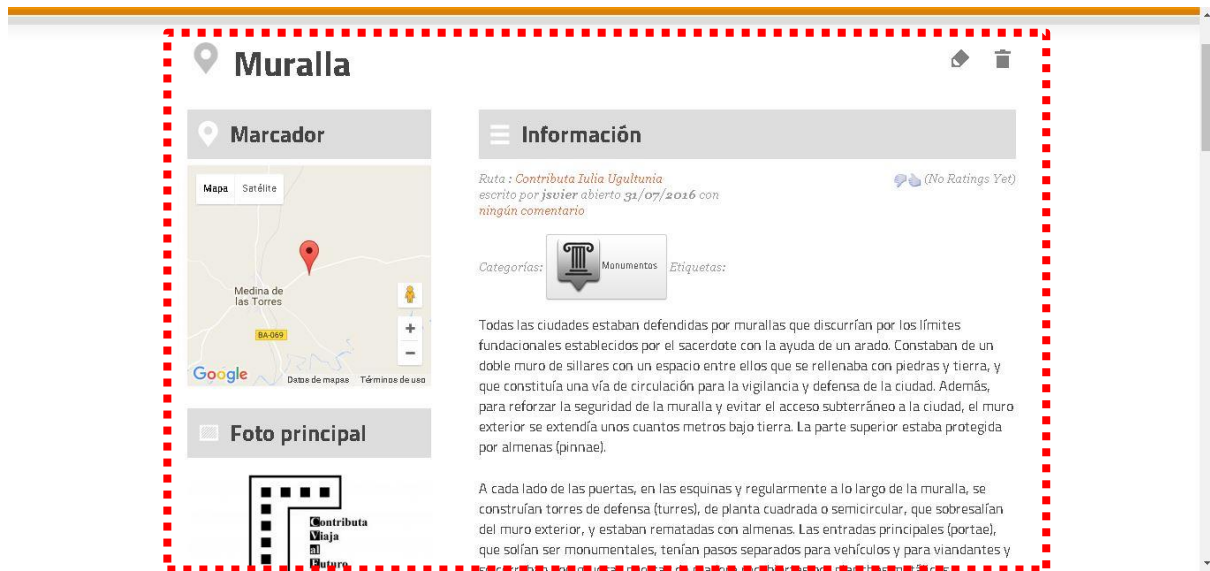 Muralla
Marcador
Mapa Satélite
Medina de
las Torres
BA-069
Google Datos de mapas Términos de uso
Foto principal
Contributa
Viaja
al
Futuro
Información
Ruta : Contributa Iulia Ugultunia
escrito por jsvier abierto 31/07/2016 con
ningún comentario
(No Ratings Yet)
Categorías: Monumentos Etiquetas:
Todas las ciudades estaban defendidas por murallas que discurrían por los límites
fundacionales establecidos por el sacerdote con la ayuda de un arado. Constaban de un
doble muro de sillares con un espacio entre ellos que se rellenaba con piedras y tierra, y
que constituía una vía de circulación para la vigilancia y defensa de la ciudad. Además,
para reforzar la seguridad de la muralla y evitar el acceso subterráneo a la ciudad, el muro
exterior se extendía unos cuantos metros bajo tierra. La parte superior estaba protegida
por almenas (pinnae).
A cada lado de las puertas, en las esquinas y regularmente a lo largo de la muralla, se
construían torres de defensa (turres), de planta cuadrada o semicircular, que sobresalían
del muro exterior, y estaban rematadas con almenas. Las entradas principales (portae),
que solían ser monumentales, tenían pasos separados para vehículos y para viandantes y